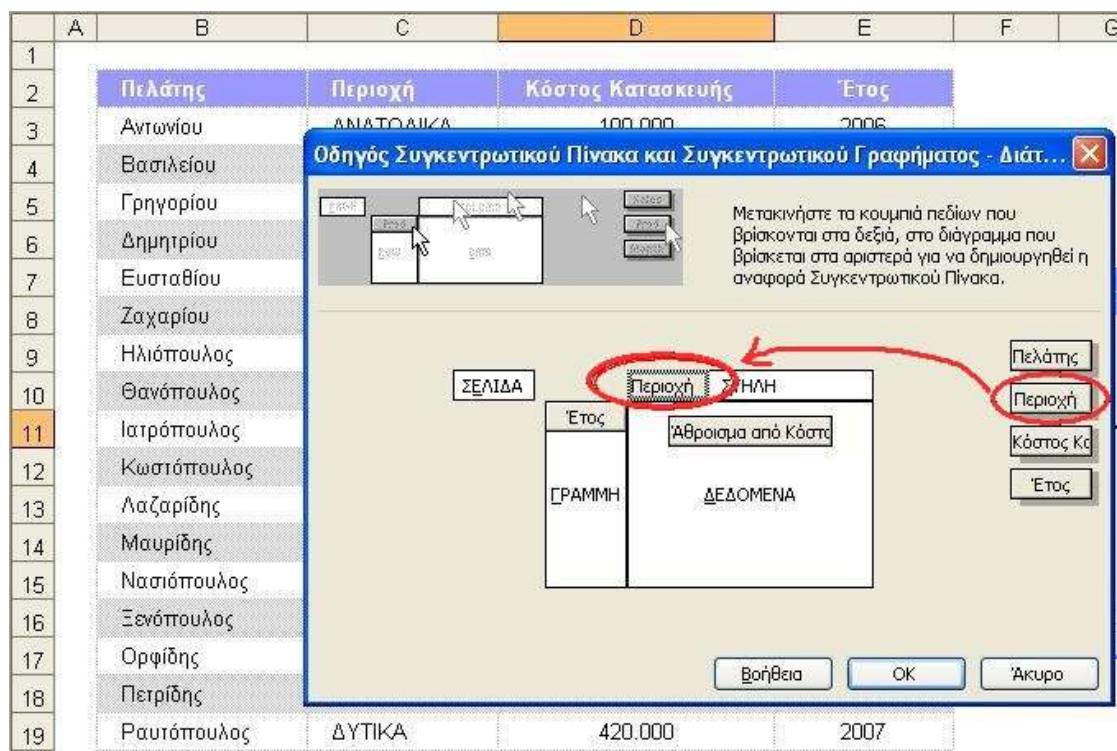 A B C D E F G
1
2 Πελάτης Περιοχή Κόστος Κατασκευής Έτος
3 Αντωνίου ΑΝΑΤΟΛΙΚΑ 100.000 2006
4 Βασιλείου
5 Γρηγορίου
6 Δημητρίου
7 Ευσταθίου
8 Ζαχαρίου
9 Ηλιόπουλος
10 Θανόπουλος
11 Ιατρόπουλος
12 Κωστόπουλος
13 Λαζαρίδης
14 Μαυρίδης
15 Νασιόπουλος
16 Ξενόπουλος
17 Ορφίδης
18 Πετρίδης
19 Ραυτόπουλος ΔΥΤΙΚΑ 420.000 2007
Οδηγός Συγκεντρωτικού Πίνακα και Συγκεντρωτικού Γραφήματος - Διάτ...
Μετακινήστε τα κουμπιά πεδίων που
βρίσκονται στα δεξιά, στο διάγραμμα που
βρίσκεται στα αριστερά για να δημιουργηθεί η
αναφορά Συγκεντρωτικού Πίνακα.
ΣΕΛΙΔΑ Περιοχή ΣΤΗΛΗ
Έτος Άθροισμα από Κόστο
ΓΡΑΜΜΗ ΔΕΔΟΜΕΝΑ
Πελάτης
Περιοχή
Κόστος Κα
Έτος
Βοήθεια OK Άκυρο